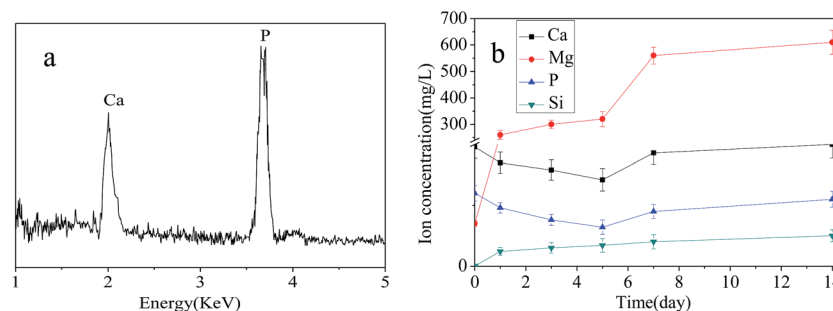 a
Ca
P
1
2
3
4
5
Energy(KeV)
b
Ca
Mg
P
Si
700
600
500
400
300
0
0
2
4
6
8
10
12
14
Ion concentration(mg/L)
Time(day)